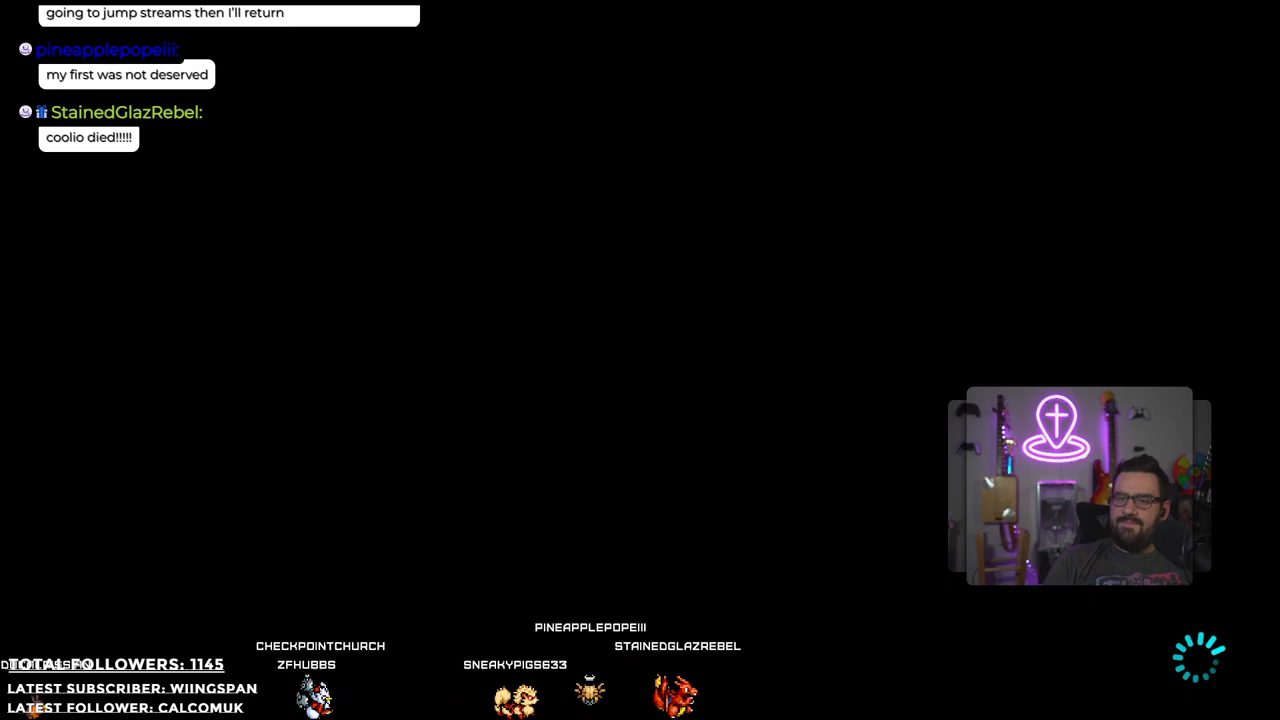 going to jump streams then I'll return
pineapplepopeiii:
my first was not deserved
StainedGlazRebel:
coolio died!!!!!
PINEAPPLEPOPEIII
CHECKPOINTCHURCH
STAINEDGLAZREBEL
TOTAL FOLLOWERS: 1145
ZFHUBBS
SNEAKYPIGS633
LATEST SUBSCRIBER: WIINGSPAN
LATEST FOLLOWER: CALCOMUK